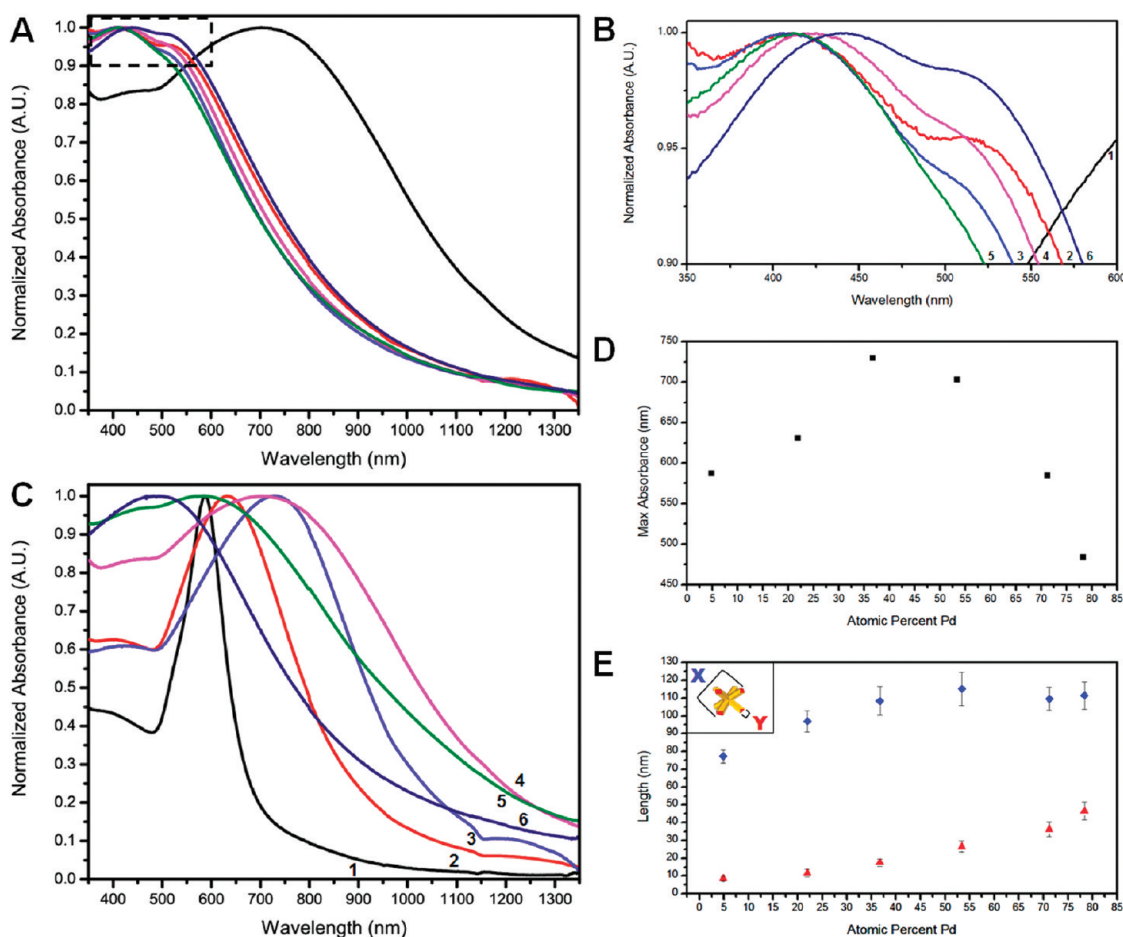 A
1.0
0.9
0.8
0.7
0.6
0.5
0.4
0.3
0.2
0.1
0.0
400 500 600 700 800 900 1000 1100 1200 1300
Wavelength (nm)
Normalized Absorbance (A.U.)
B
1.00
0.95
0.90
350 400 450 500 550 600
Wavelength (nm)
Normalized Absorbance (A.U.)
1
5 3 4 2 6
C
1.0
0.9
0.8
0.7
0.6
0.5
0.4
0.3
0.2
0.1
0.0
400 500 600 700 800 900 1000 1100 1200 1300
Wavelength (nm)
Normalized Absorbance (A.U.)
4
5
6
3
2
1
D
750
700
650
600
550
500
450
0 5 10 15 20 25 30 35 40 45 50 55 60 65 70 75 80 85
Atomic Percent Pd
Max Absorbance (nm)
E
130
120
110
100
90
80
70
60
50
40
30
20
10
0
0 5 10 15 20 25 30 35 40 45 50 55 60 65 70 75 80 85
Atomic Percent Pd
Length (nm)
X
Y